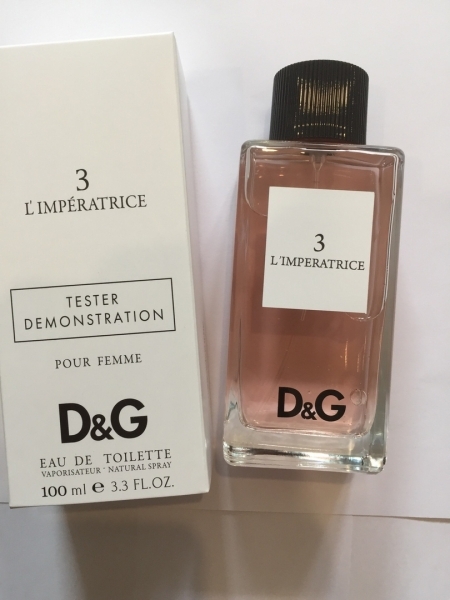 3
L'IMPÉRATRICE
TESTER
DEMONSTRATION
POUR FEMME
D&G
EAU DE TOILETTE
VAPORISATEUR · NATURAL SPRAY
100 ml e 3.3 FL.OZ.
3
L'IMPERATRICE
D&G